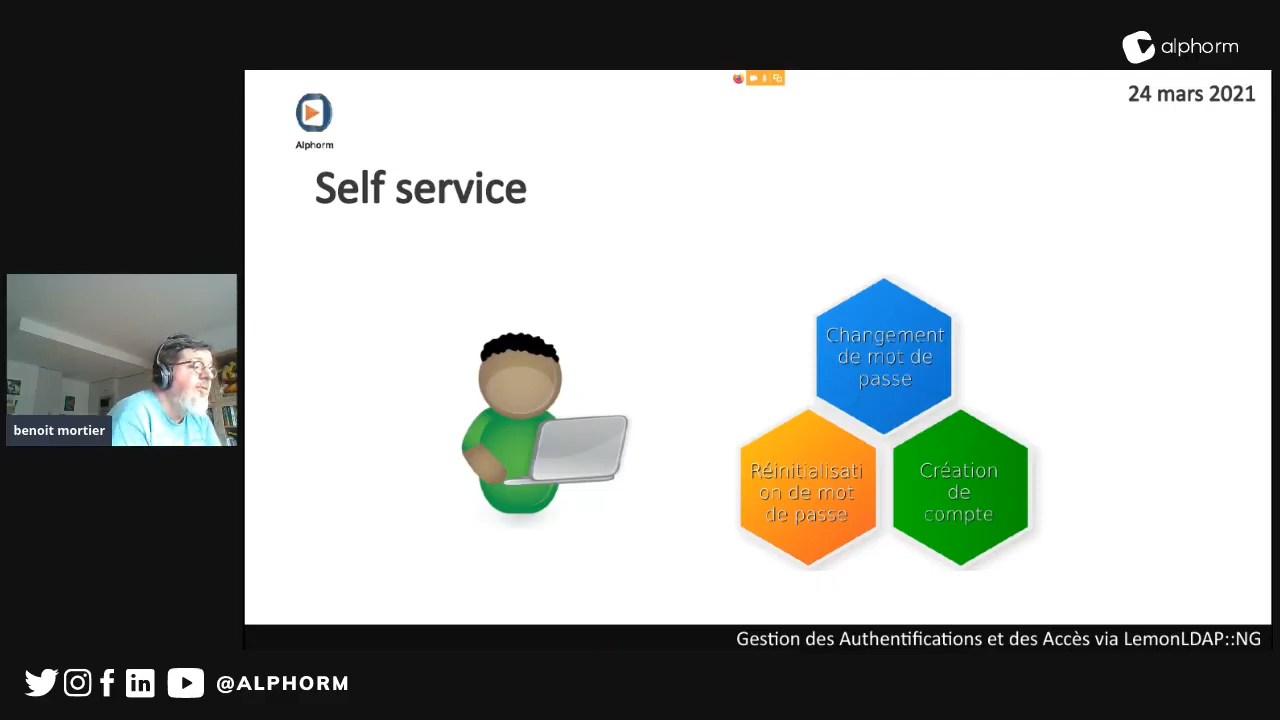 alphorm
24 mars 2021
Alphorm
Self service
Changement
de mot de
passe
Réinitialisati
on de mot
de passe
Création
de
compte
benoit mortier
Gestion des Authentifications et des Accès via LemonLDAP::NG
@ALPHORM